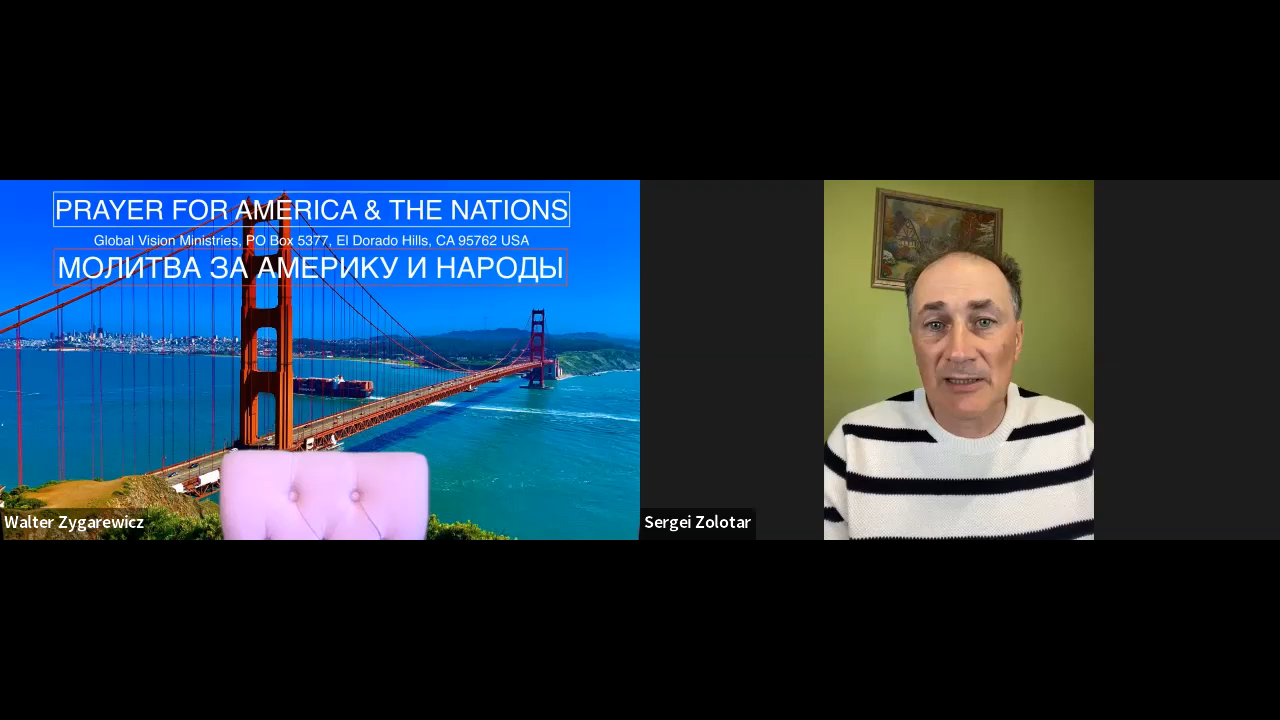 PRAYER FOR AMERICA & THE NATIONS
Global Vision Ministries, PO Box 5377, El Dorado Hills, CA 95762 USA
МОЛИТВА ЗА АМЕРИКУ И НАРОДЫ
Walter Zygarewicz
Sergei Zolotar